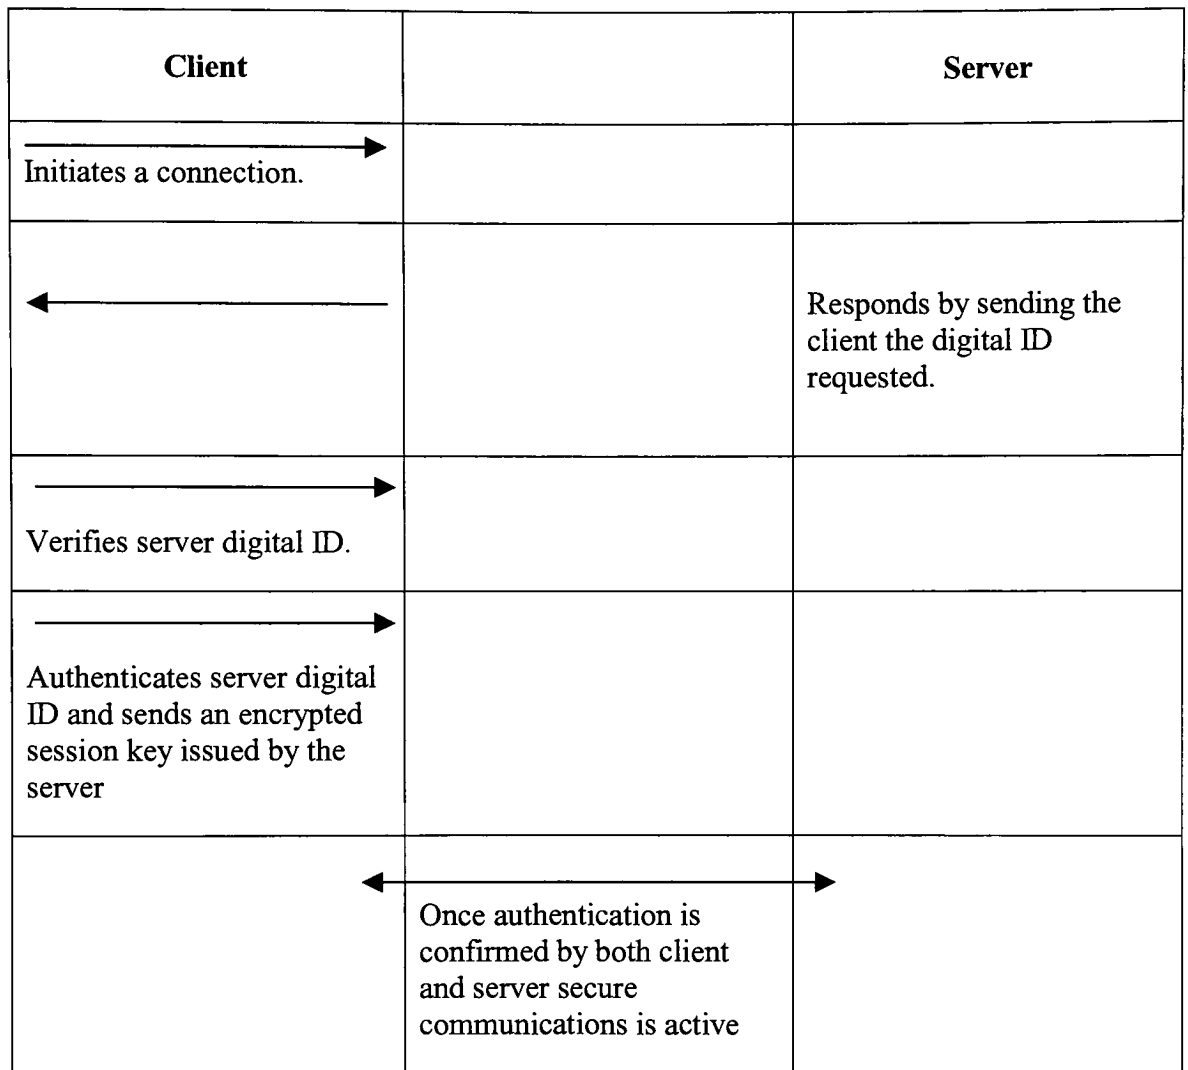 Client
Server
Initiates a connection.
Responds by sending the
client the digital ID
requested.
Verifies server digital ID.
Authenticates server digital
ID and sends an encrypted
session key issued by the
server
Once authentication is
confirmed by both client
and server secure
communications is active